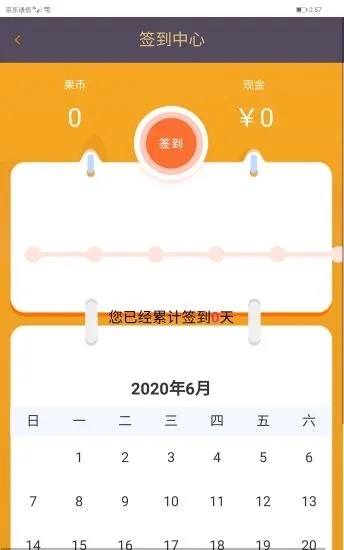 京东通信 2:57
签到中心
果币 现金
0 ￥0
签到
您已经累计签到0天
2020年6月
日 一 二 三 四 五 六
1 2 3 4 5 6
7 8 9 10 11 12 13
14 15 16 17 18 19 20